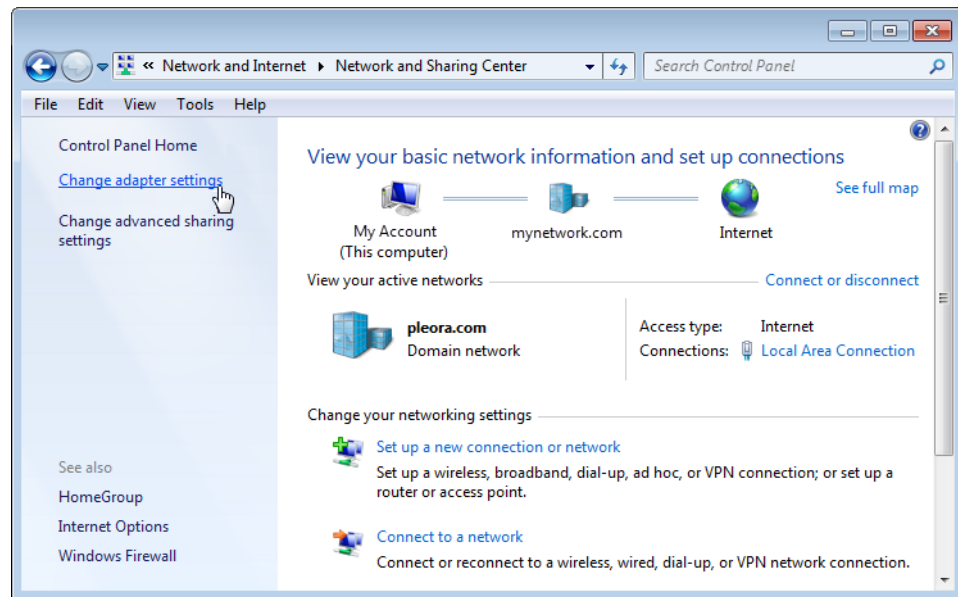 « Network and Internet ▸ Network and Sharing Center
Search Control Panel
File Edit View Tools Help
Control Panel Home
Change adapter settings
Change advanced sharing
settings
See also
HomeGroup
Internet Options
Windows Firewall
View your basic network information and set up connections
See full map
My Account
(This computer)
mynetwork.com
Internet
View your active networks
Connect or disconnect
pleora.com
Domain network
Access type: Internet
Connections: Local Area Connection
Change your networking settings
Set up a new connection or network
Set up a wireless, broadband, dial-up, ad hoc, or VPN connection; or set up a
router or access point.
Connect to a network
Connect or reconnect to a wireless, wired, dial-up, or VPN network connection.